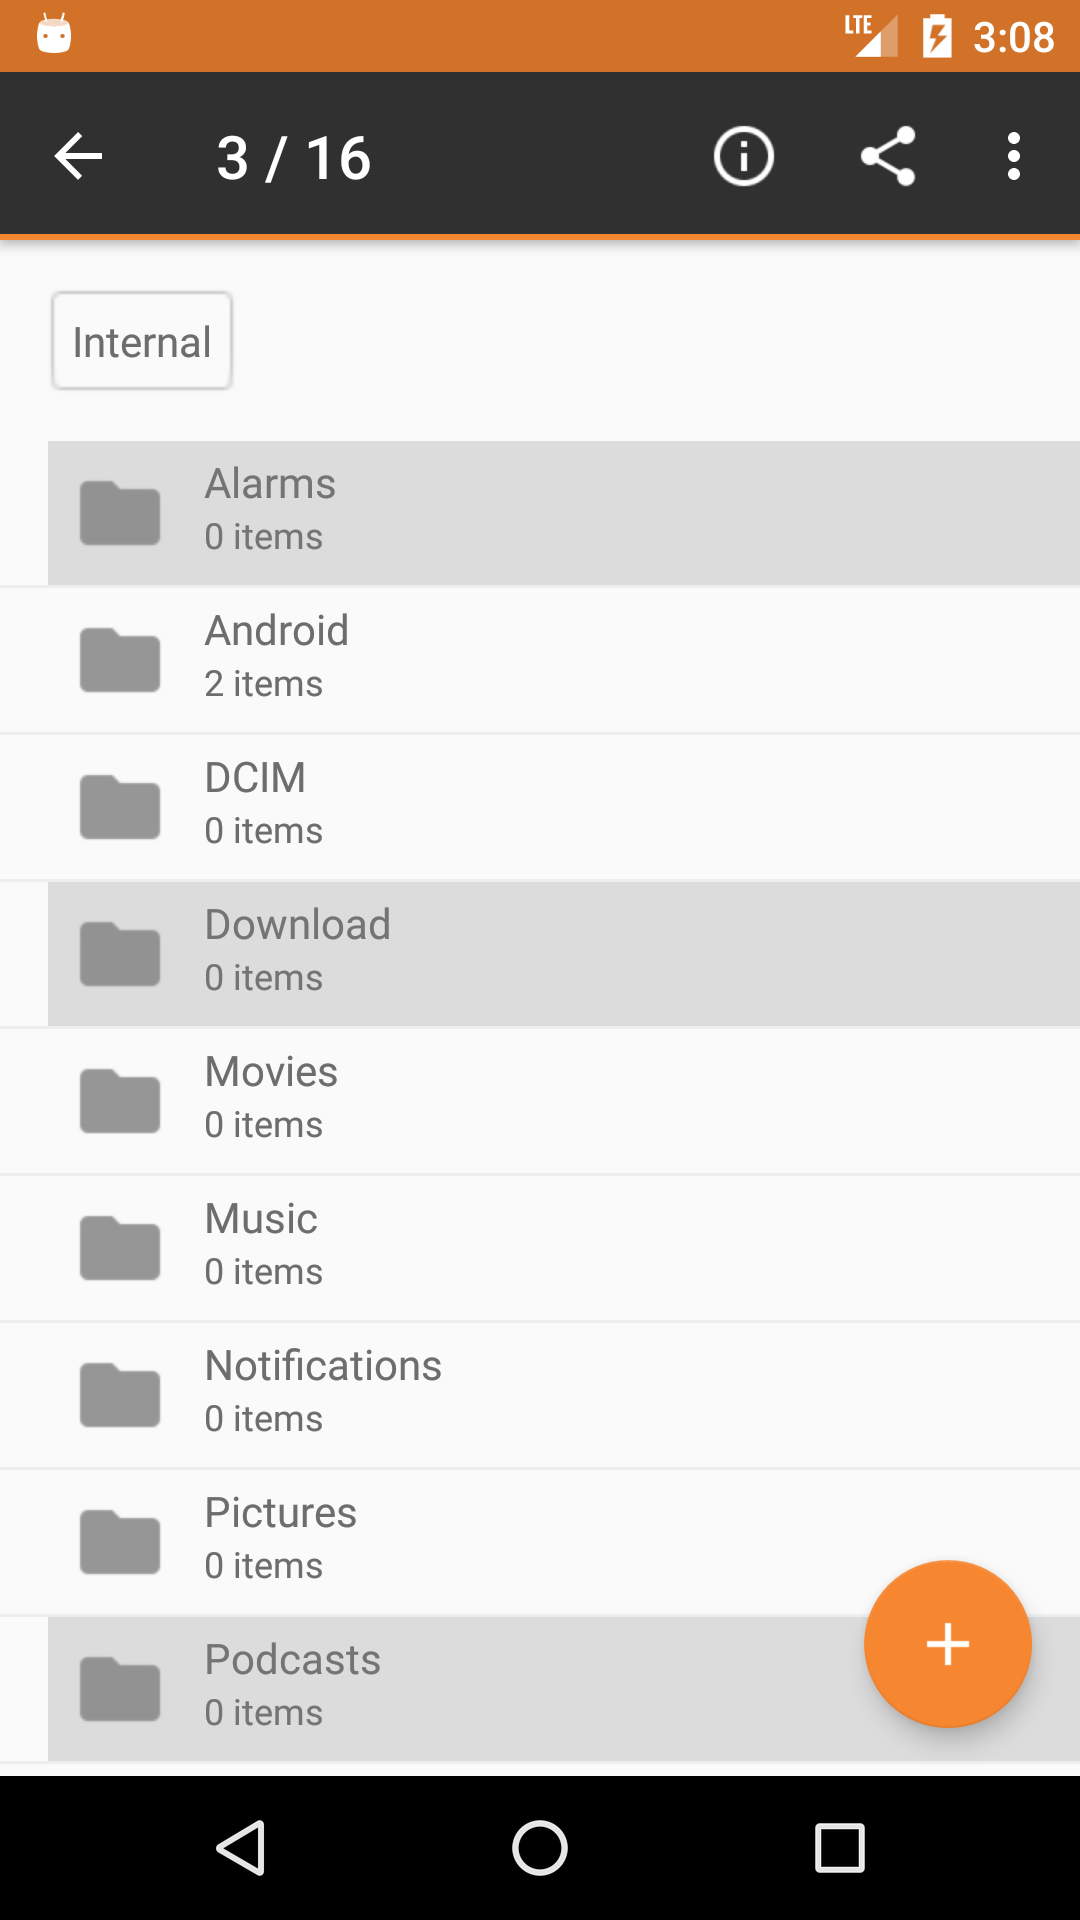 LTE 3:08
3 / 16
Internal
Alarms
0 items
Android
2 items
DCIM
0 items
Download
0 items
Movies
0 items
Music
0 items
Notifications
0 items
Pictures
0 items
Podcasts
0 items